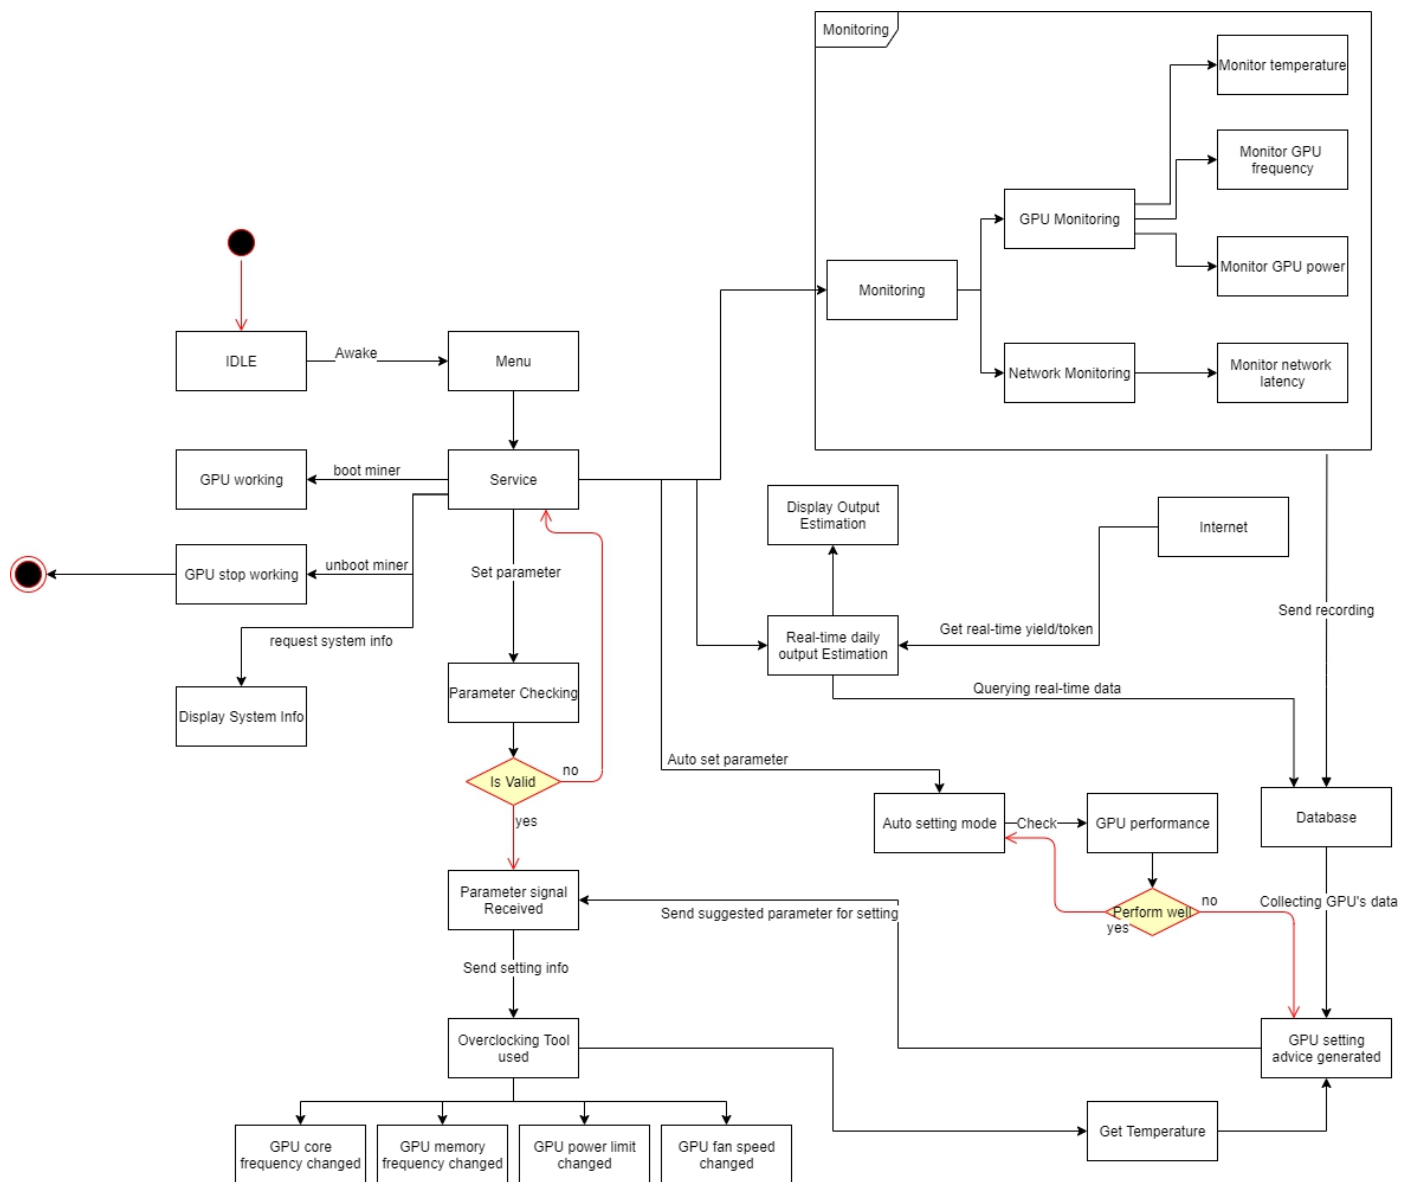 Monitoring
Monitor temperature
Monitor GPU
frequency
GPU Monitoring
Monitor GPU power
Monitoring
IDLE
Awake
Menu
Network Monitoring
Monitor network
latency
GPU working
boot miner
Service
Display Output
Estimation
Internet
GPU stop working
unboot miner
Set parameter
Send recording
request system info
Real-time daily
output Estimation
Get real-time yield/token
Parameter Checking
Querying real-time data
Display System Info
Auto set parameter
Is Valid
no
yes
Auto setting mode
Check
GPU performance
Database
Parameter signal
Received
Send suggested parameter for setting
Perform well
yes
no
Collecting GPU's data
Send setting info
Overclocking Tool
used
GPU setting
advice generated
GPU core
frequency changed
GPU memory
frequency changed
GPU power limit
changed
GPU fan speed
changed
Get Temperature